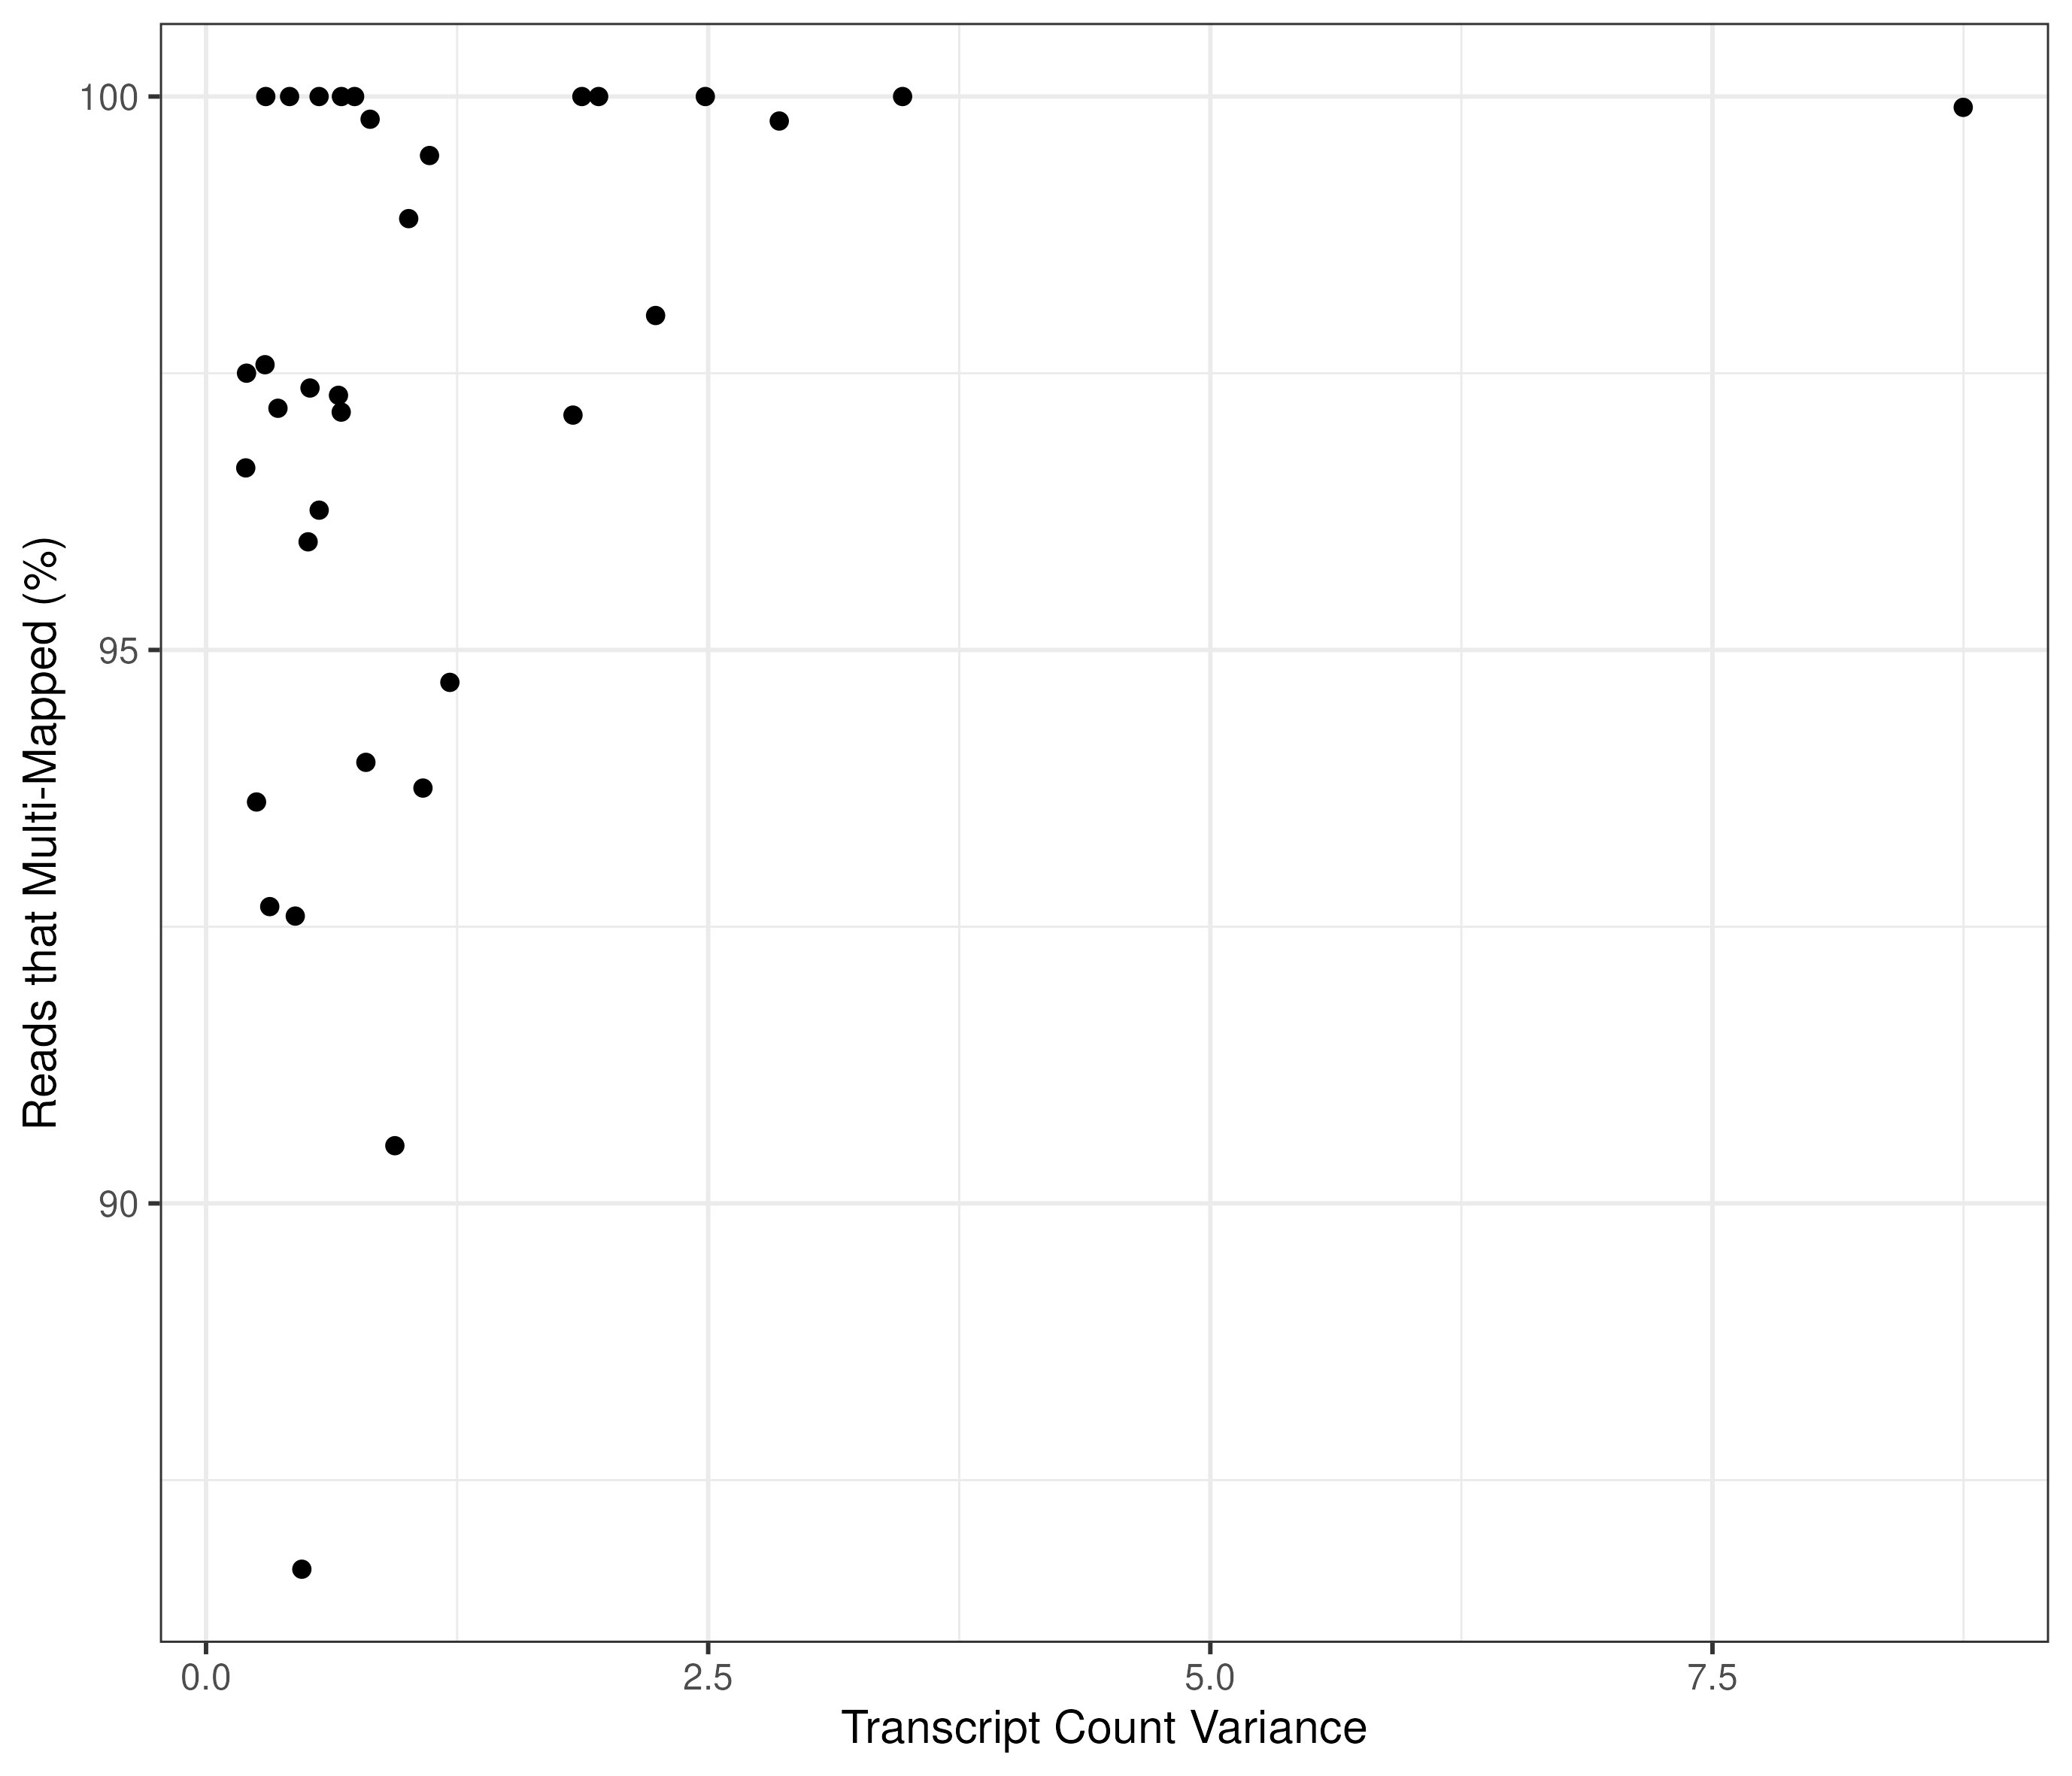 Reads that Multi-Mapped (%)
100
95
90
0.0 2.5 5.0 7.5
Transcript Count Variance